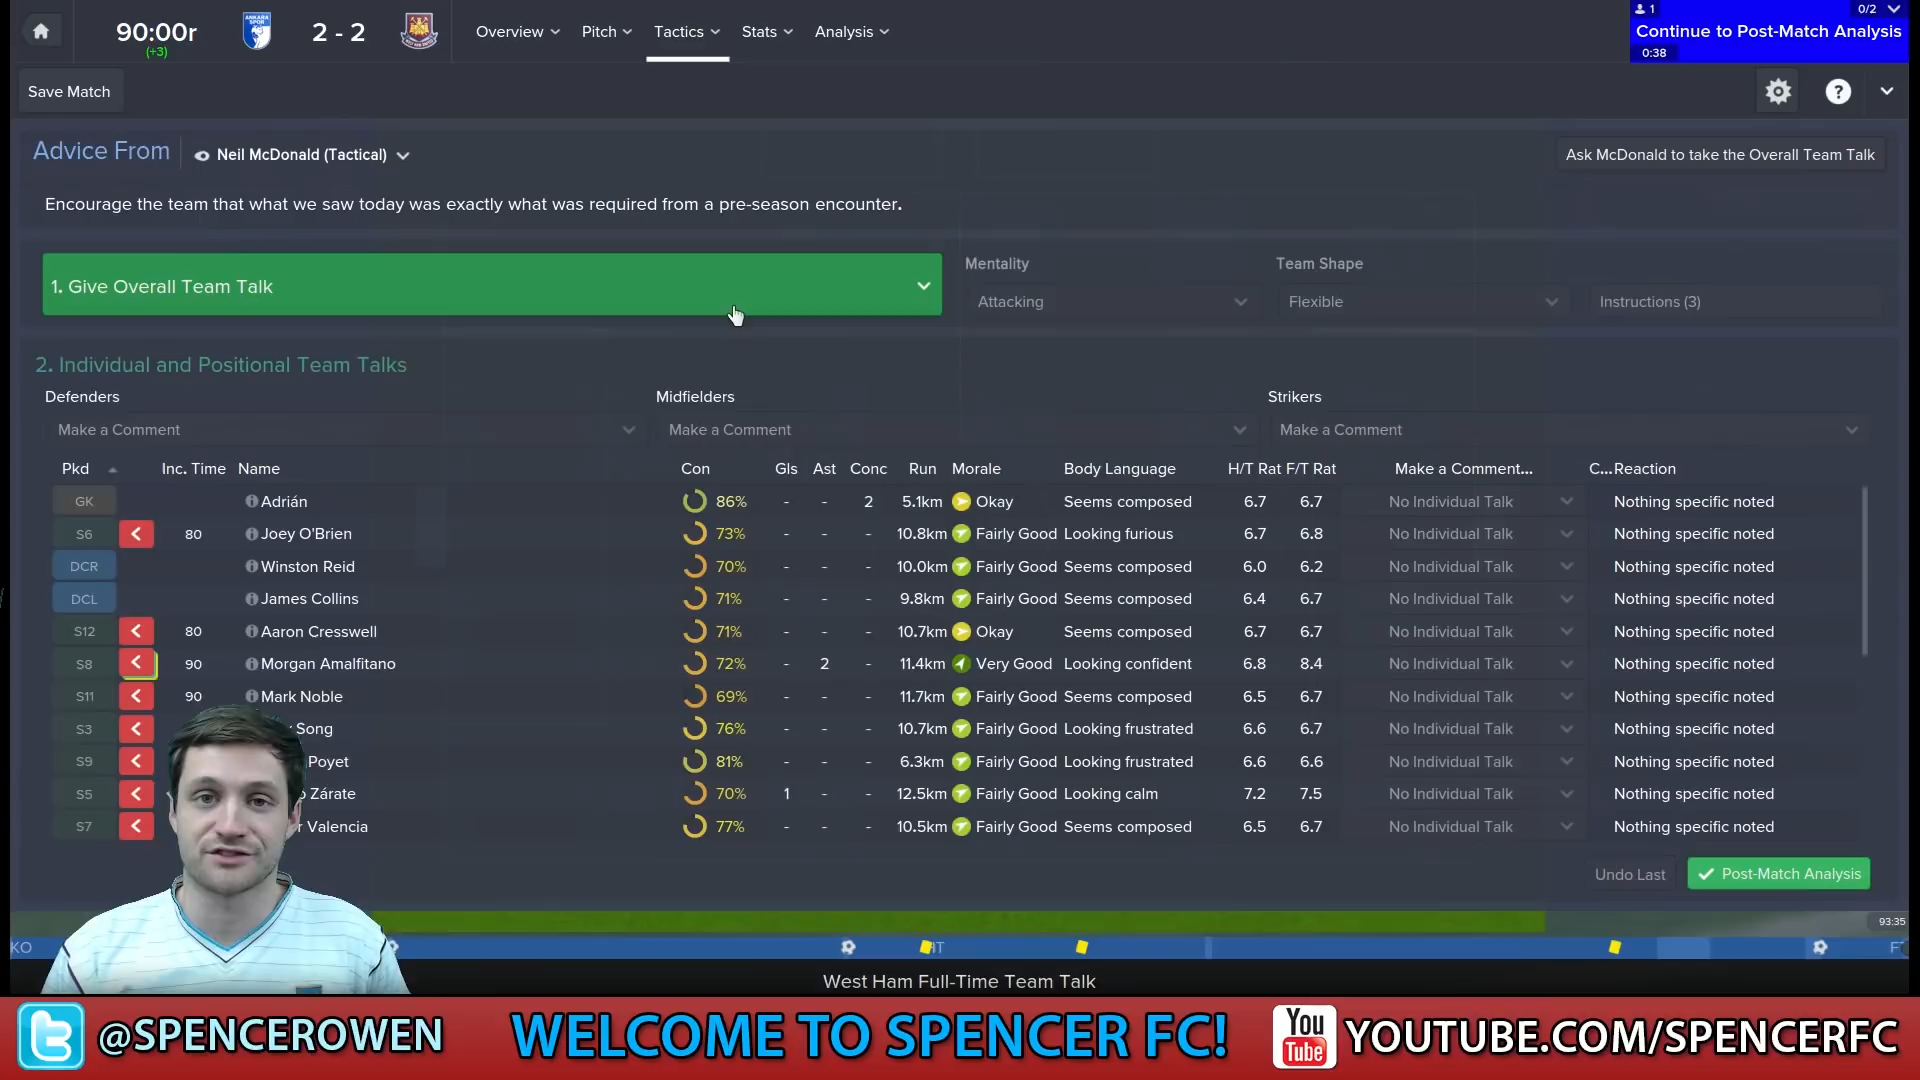 90:00r
(+3)
ANKARA SPOR
2 - 2
Overview
Pitch
Tactics
Stats
Analysis
1
0/2
Continue to Post-Match Analysis
0:38
Save Match
?
Advice From
Neil McDonald (Tactical)
Ask McDonald to take the Overall Team Talk
Encourage the team that what we saw today was exactly what was required from a pre-season encounter.
1. Give Overall Team Talk
Mentality
Team Shape
Attacking
Flexible
Instructions (3)
2. Individual and Positional Team Talks
Defenders
Midfielders
Strikers
Make a Comment
Make a Comment
Make a Comment
Pkd Inc. Time Name Con Gls Ast Conc Run Morale Body Language H/T Rat F/T Rat Make a Comment... C... Reaction
GK Adrián 86% - - 2 5.1km Okay Seems composed 6.7 6.7 No Individual Talk Nothing specific noted
S6 80 Joey O'Brien 73% - - - 10.8km Fairly Good Looking furious 6.7 6.8 No Individual Talk Nothing specific noted
DCR Winston Reid 70% - - - 10.0km Fairly Good Seems composed 6.0 6.2 No Individual Talk Nothing specific noted
DCL James Collins 71% - - - 9.8km Fairly Good Seems composed 6.4 6.7 No Individual Talk Nothing specific noted
S12 80 Aaron Cresswell 71% - - - 10.7km Okay Seems composed 6.7 6.7 No Individual Talk Nothing specific noted
S8 90 Morgan Amalfitano 72% - 2 - 11.4km Very Good Looking confident 6.8 8.4 No Individual Talk Nothing specific noted
S11 90 Mark Noble 69% - - - 11.7km Fairly Good Seems composed 6.5 6.7 No Individual Talk Nothing specific noted
S3 Song 76% - - - 10.7km Fairly Good Looking frustrated 6.6 6.7 No Individual Talk Nothing specific noted
S9 Poyet 81% - - - 6.3km Fairly Good Looking frustrated 6.6 6.6 No Individual Talk Nothing specific noted
S5 Zárate 70% 1 - - 12.5km Fairly Good Looking calm 7.2 7.5 No Individual Talk Nothing specific noted
S7 Valencia 77% - - - 10.5km Fairly Good Seems composed 6.5 6.7 No Individual Talk Nothing specific noted
Undo Last
Post-Match Analysis
93:35
KO
HT
West Ham Full-Time Team Talk
@SPENCEROWEN
WELCOME TO SPENCER FC!
You Tube
YOUTUBE.COM/SPENCERFC